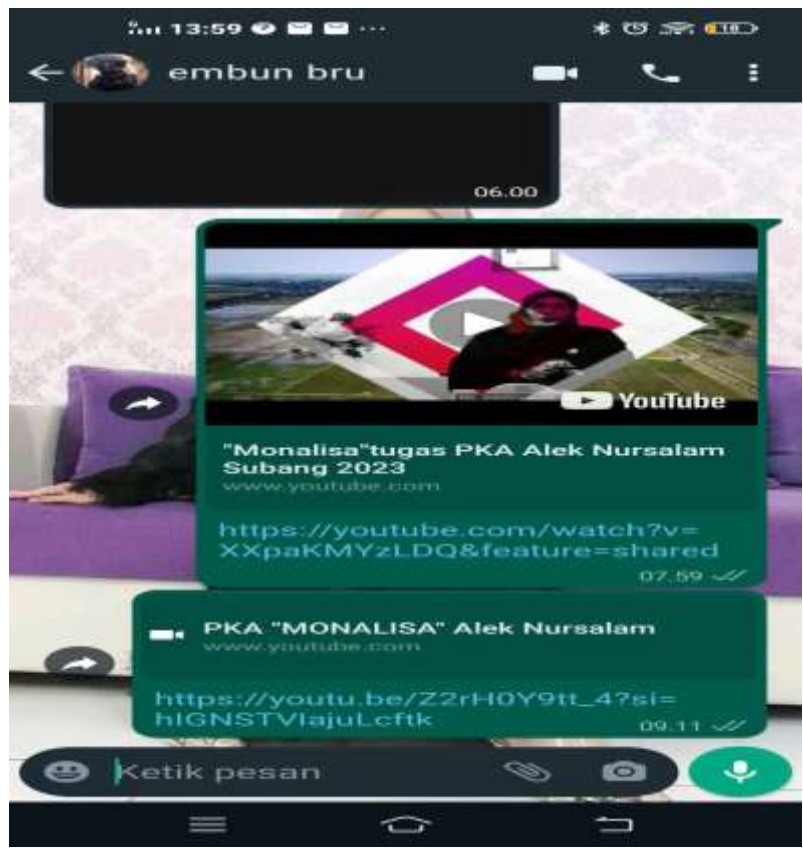 13:59
18
embun bru
06.00
YouTube
"Monalisa"tugas PKA Alek Nursalam
Subang 2023
www.youtube.com
https://youtube.com/watch?v=
XXpaKMYzLDQ&feature=shared
07.59
PKA "MONALISA" Alek Nursalam
www.youtube.com
https://youtu.be/Z2rH0Y9tt_4?si=
hIGNSTVIajuLcftk
09.11
Ketik pesan